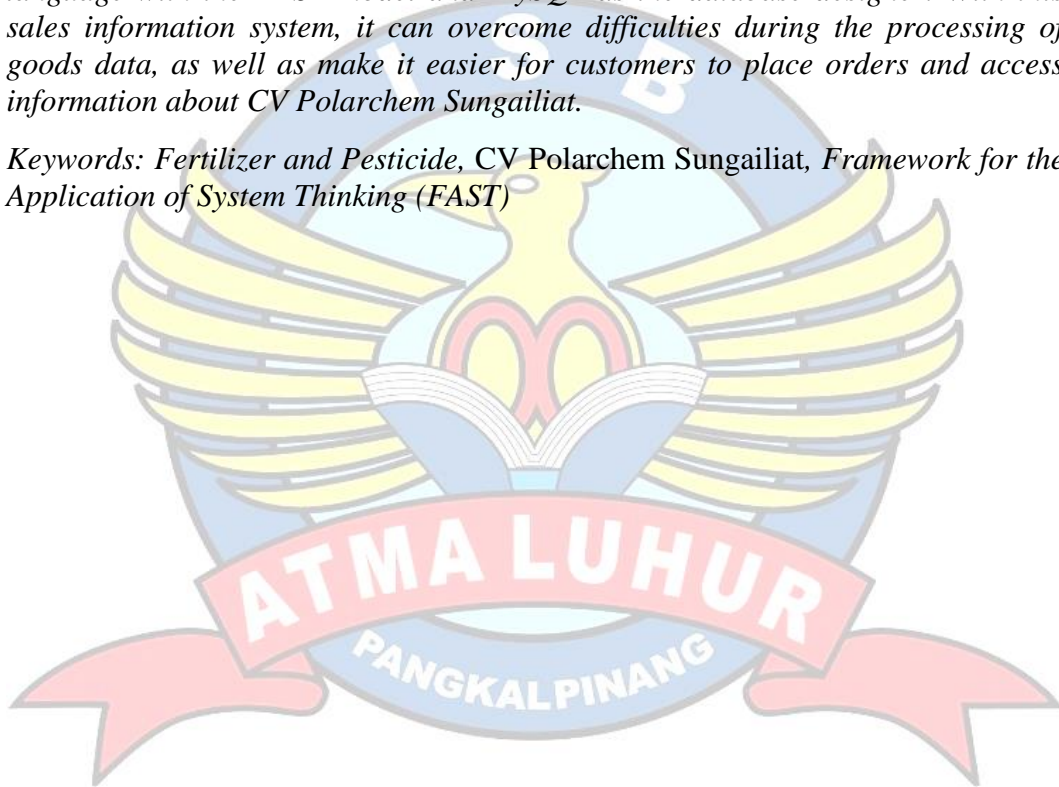 sales information system, it can overcome difficulties during the processing of
goods data, as well as make it easier for customers to place orders and access
information about CV Polarchem Sungailiat.
Keywords: Fertilizer and Pesticide, CV Polarchem Sungailiat, Framework for the
Application of System Thinking (FAST)
I S B
ATMA LUHUR
PANGKALPINANG